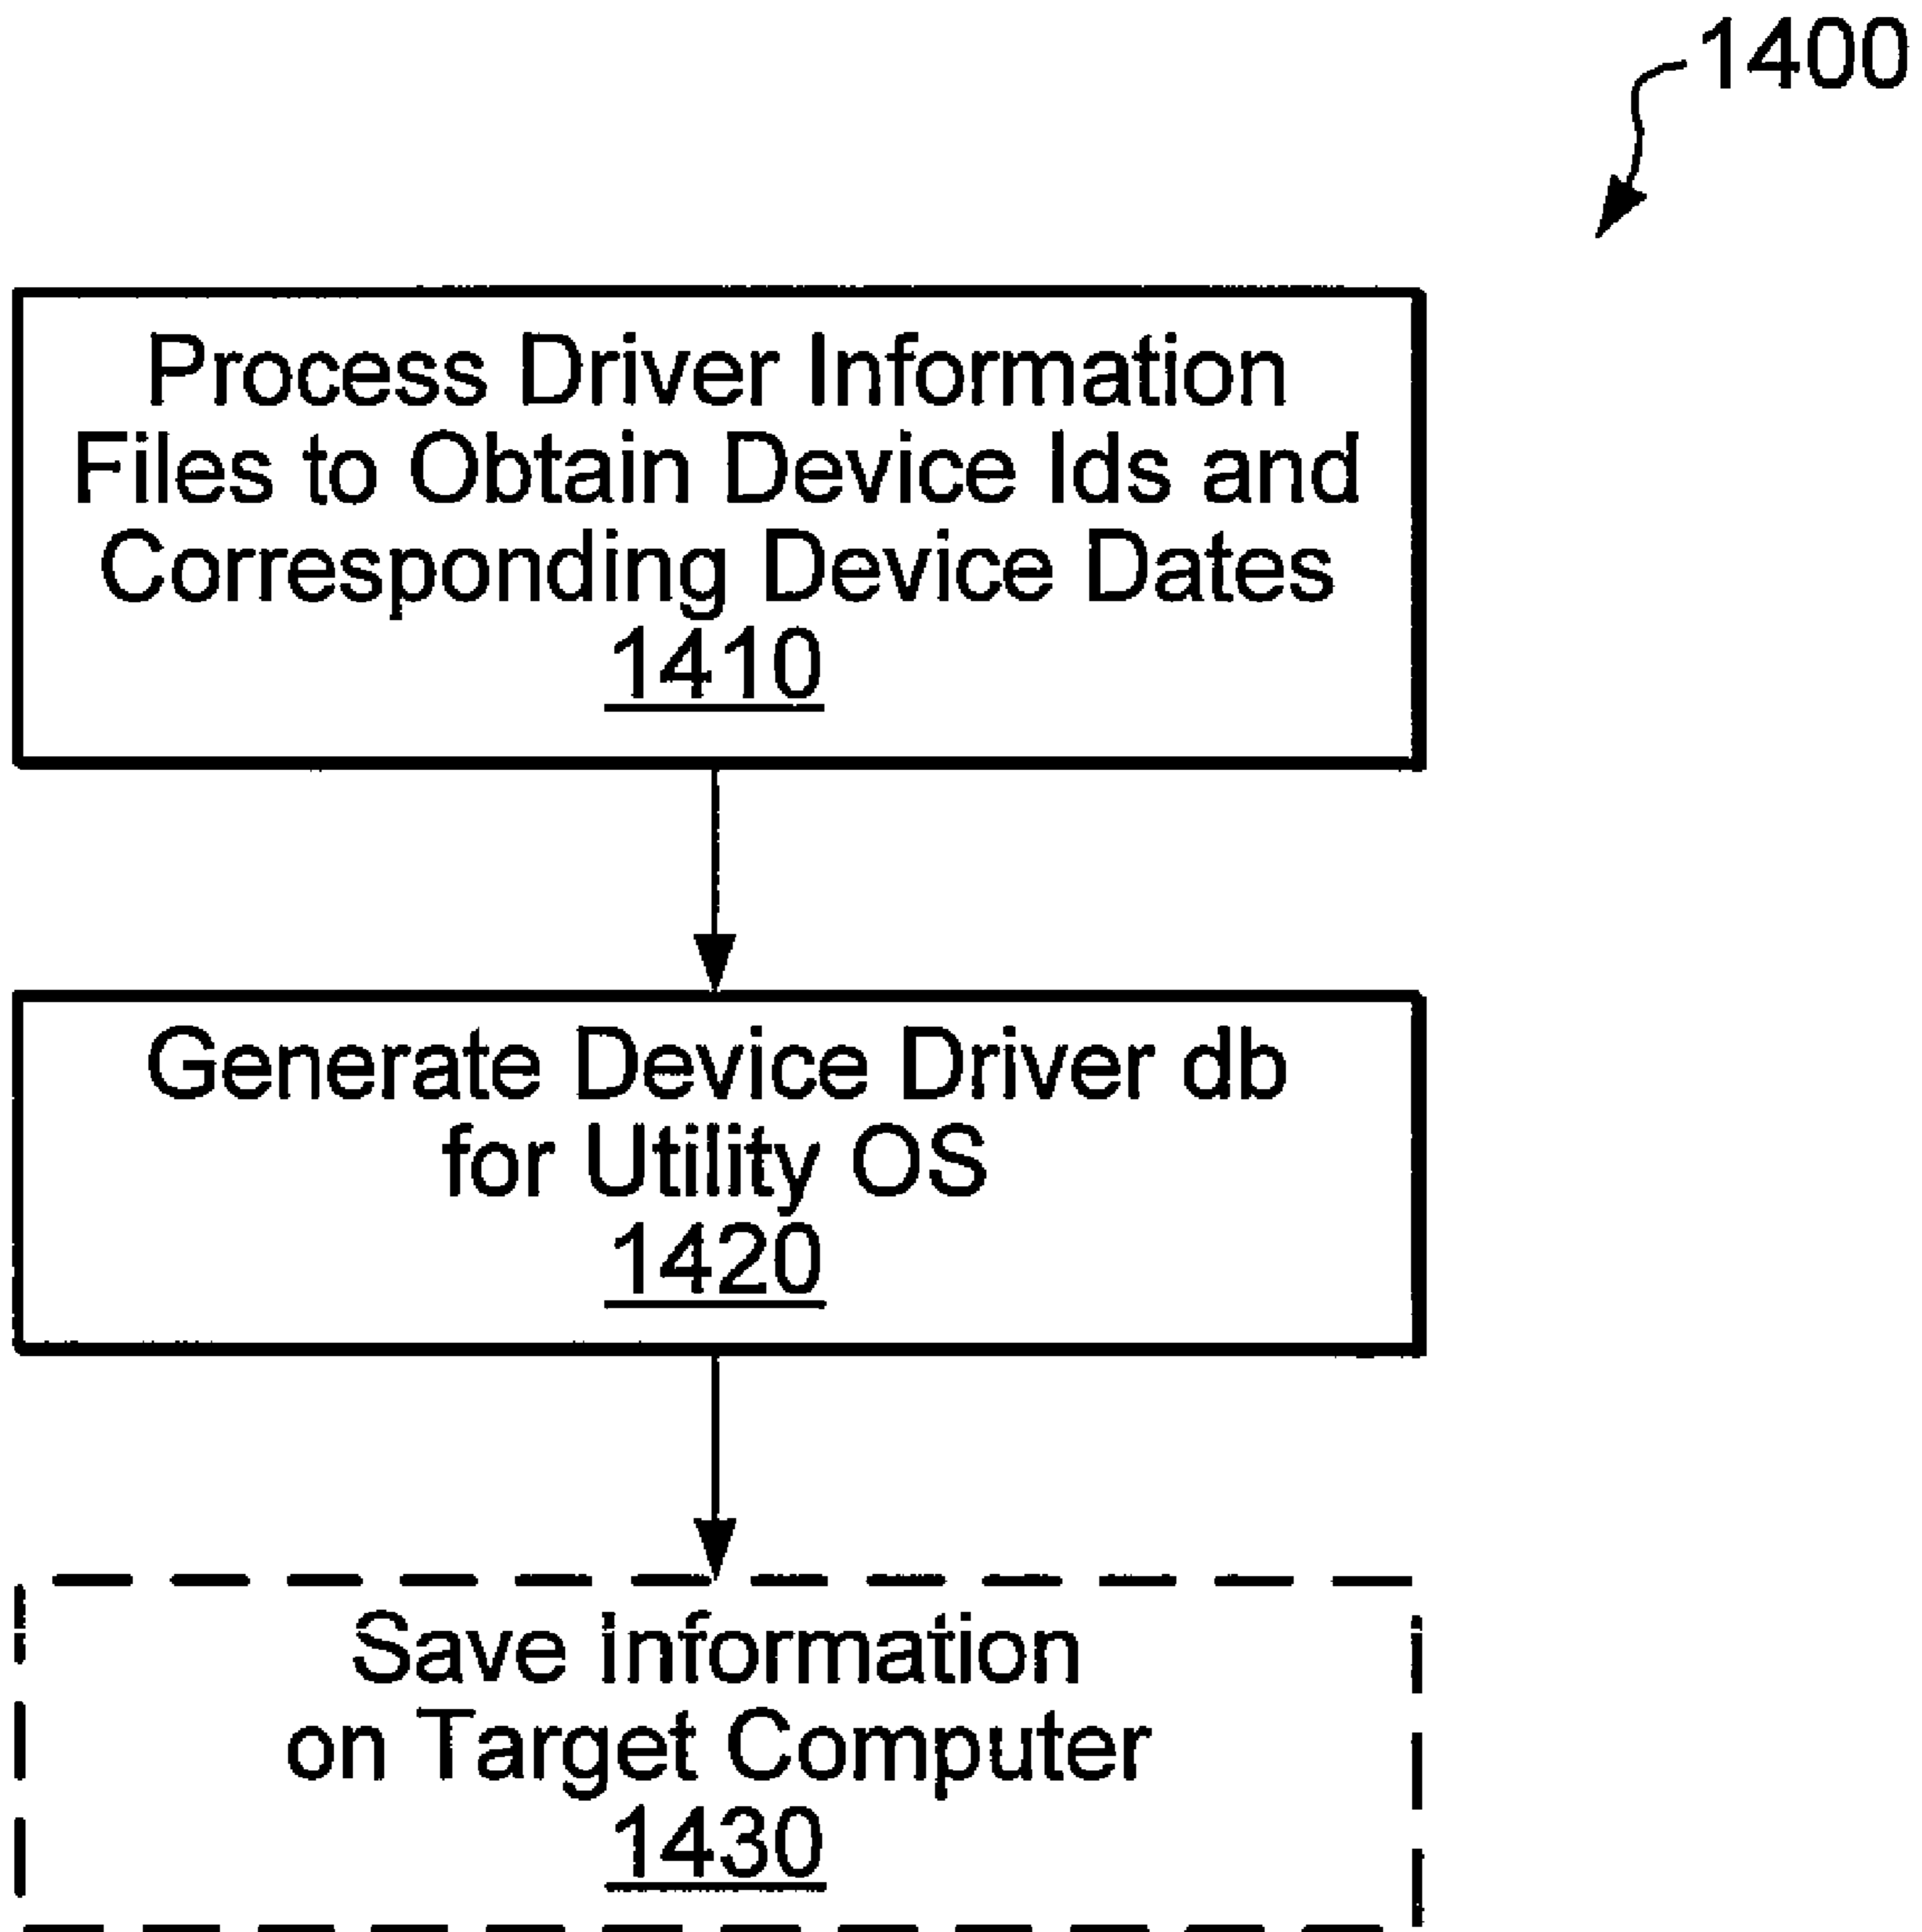 1400
Process Driver Information
Files to Obtain Device Ids and
Corresponding Device Dates
1410
Generate Device Driver db
for Utility OS
1420
Save information
on Target Computer
1430